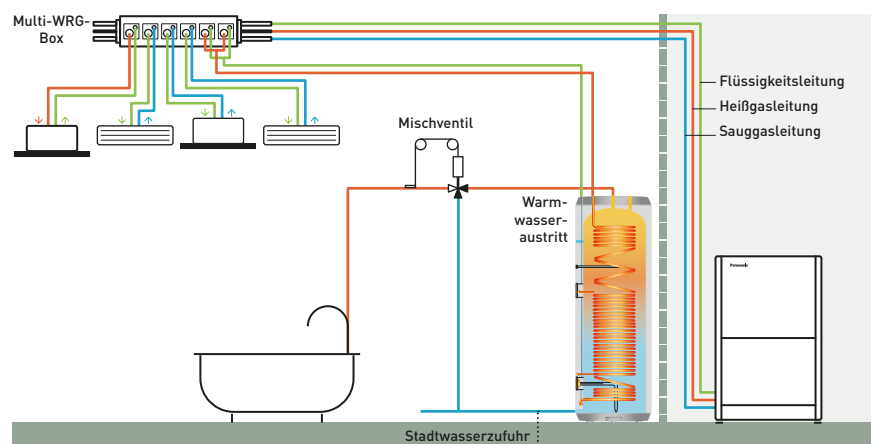 Multi-WRG-
Box
Flüssigkeitsleitung
Heißgasleitung
Sauggasleitung
Mischventil
Warm-
wasser-
austritt
Panasonic
Stadtwasserzufuhr